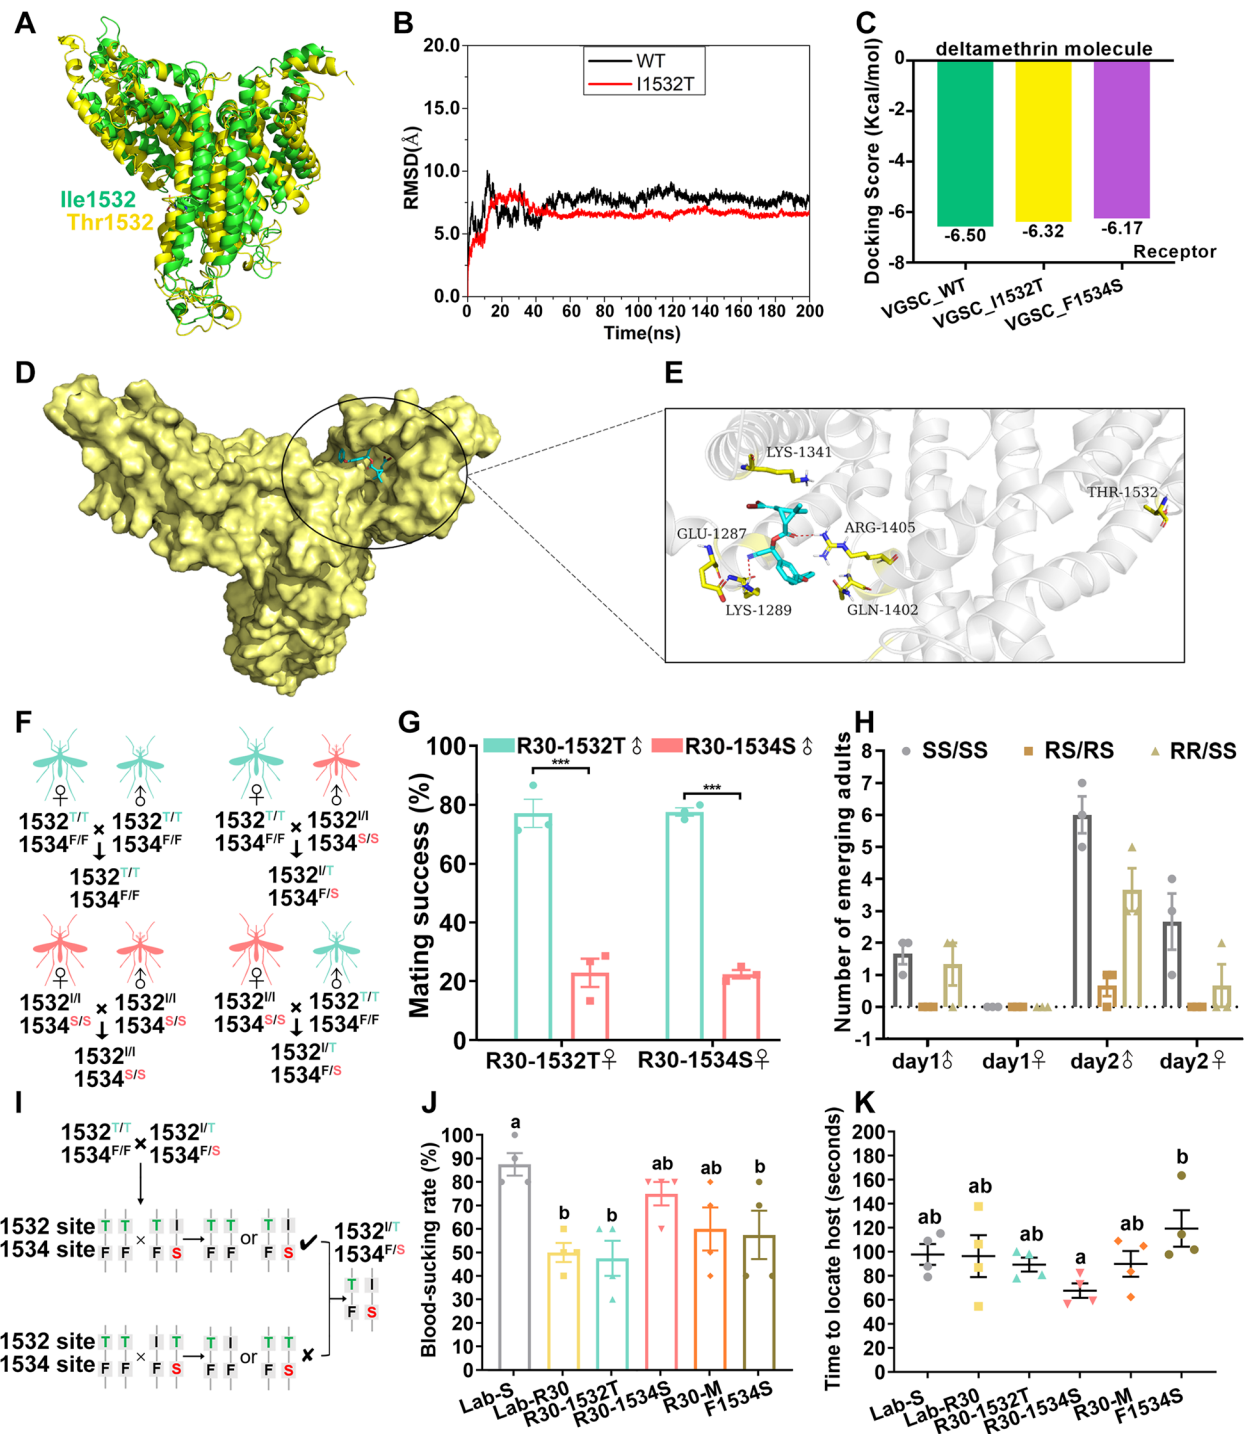 A
Ile1532
Thr1532
B
20.0
15.0
10.0
5.0
0.0
RMSD(Å)
WT
I1532T
0 20 40 60 80 100 120 140 160 180 200
Time(ns)
C
deltamethrin molecule
Docking Score (Kcal/mol)
0
-2
-4
-6
-8
-6.50
-6.32
-6.17
Receptor
VGSC_WT
VGSC_I1532T
VGSC_F1534S
D
E
LYS-1341
THR-1532
GLU-1287
ARG-1405
LYS-1289
GLN-1402
F
♀ ♂ ♀ ♂
1532T/T × 1532T/T 1532T/T × 1532I/I
1534F/F 1534F/F 1534F/F 1534S/S
1532T/T 1532I/T
1534F/F 1534F/S
♀ ♂ ♀ ♂
1532I/I × 1532I/I 1532I/I × 1532T/T
1534S/S 1534S/S 1534S/S 1534F/F
1532I/I 1532I/T
1534S/S 1534F/S
G
R30-1532T ♂ R30-1534S ♂
Mating success (%)
100
80
60
40
20
0
*** ***
R30-1532T♀ R30-1534S♀
H
SS/SS RS/RS RR/SS
Number of emerging adults
8
7
6
5
4
3
2
1
0
-1
day1♂ day1♀ day2♂ day2♀
I
1532T/T × 1532I/T
1534F/F 1534F/S
1532 site T T T I T T T I ✔
1534 site F F × F S F F or F S
1532I/T
1534F/S
T I
F S
1532 site T T I T T I T T
1534 site F F × F S F F or F S ✘
J
Blood-sucking rate (%)
100
90
80
70
60
50
40
30
20
10
0
a b b ab ab b
Lab-S
Lab-R30
R30-1532T
R30-1534S
R30-M
F1534S
K
Time to locate host (seconds)
200
180
160
140
120
100
80
60
40
20
0
ab ab ab a ab b
Lab-S
Lab-R30
R30-1532T
R30-1534S
R30-M
F1534S